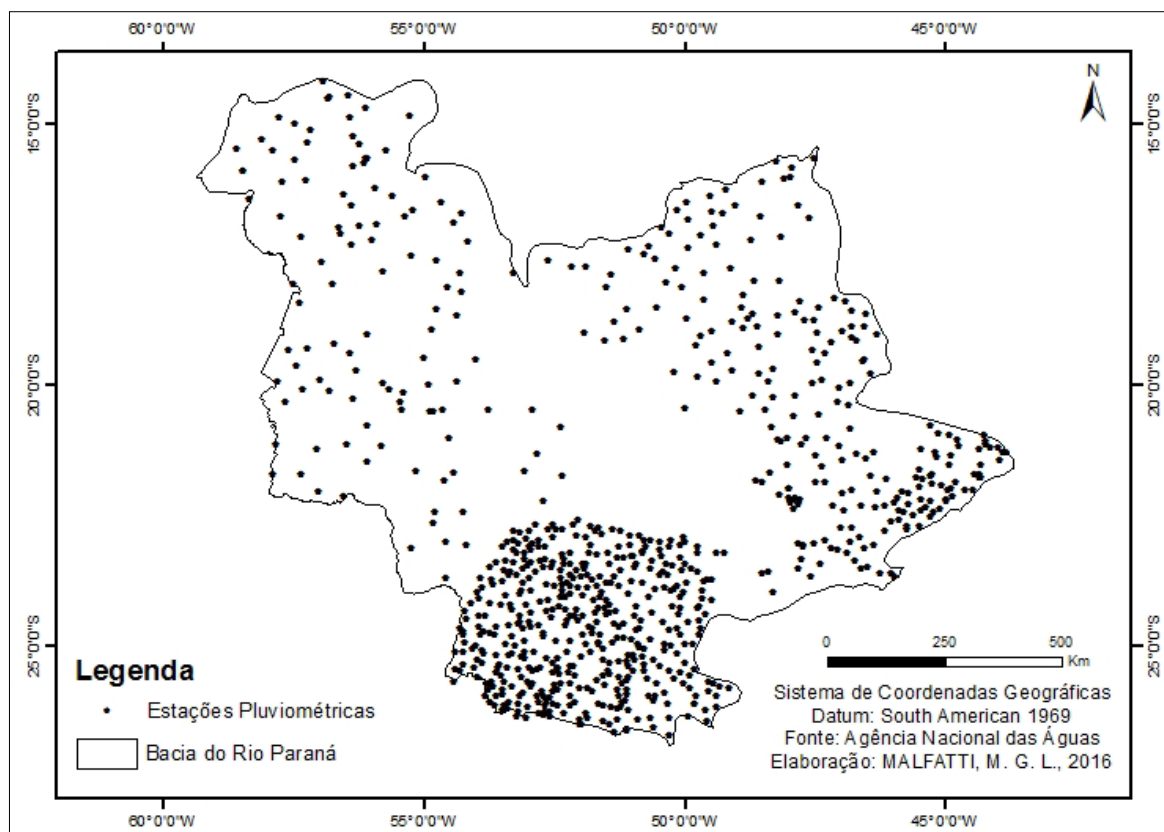 60°0'0"W 55°0'0"W 50°0'0"W 45°0'0"W
N
15°0'0"S 15°0'0"S
20°0'0"S 20°0'0"S
25°0'0"S 25°0'0"S
0 250 500
Km
Legenda
Estações Pluviométricas
Bacia do Rio Paraná
Sistema de Coordenadas Geográficas
Datum: South American 1969
Fonte: Agência Nacional das Águas
Elaboração: MALFATTI, M. G. L., 2016
60°0'0"W 55°0'0"W 50°0'0"W 45°0'0"W